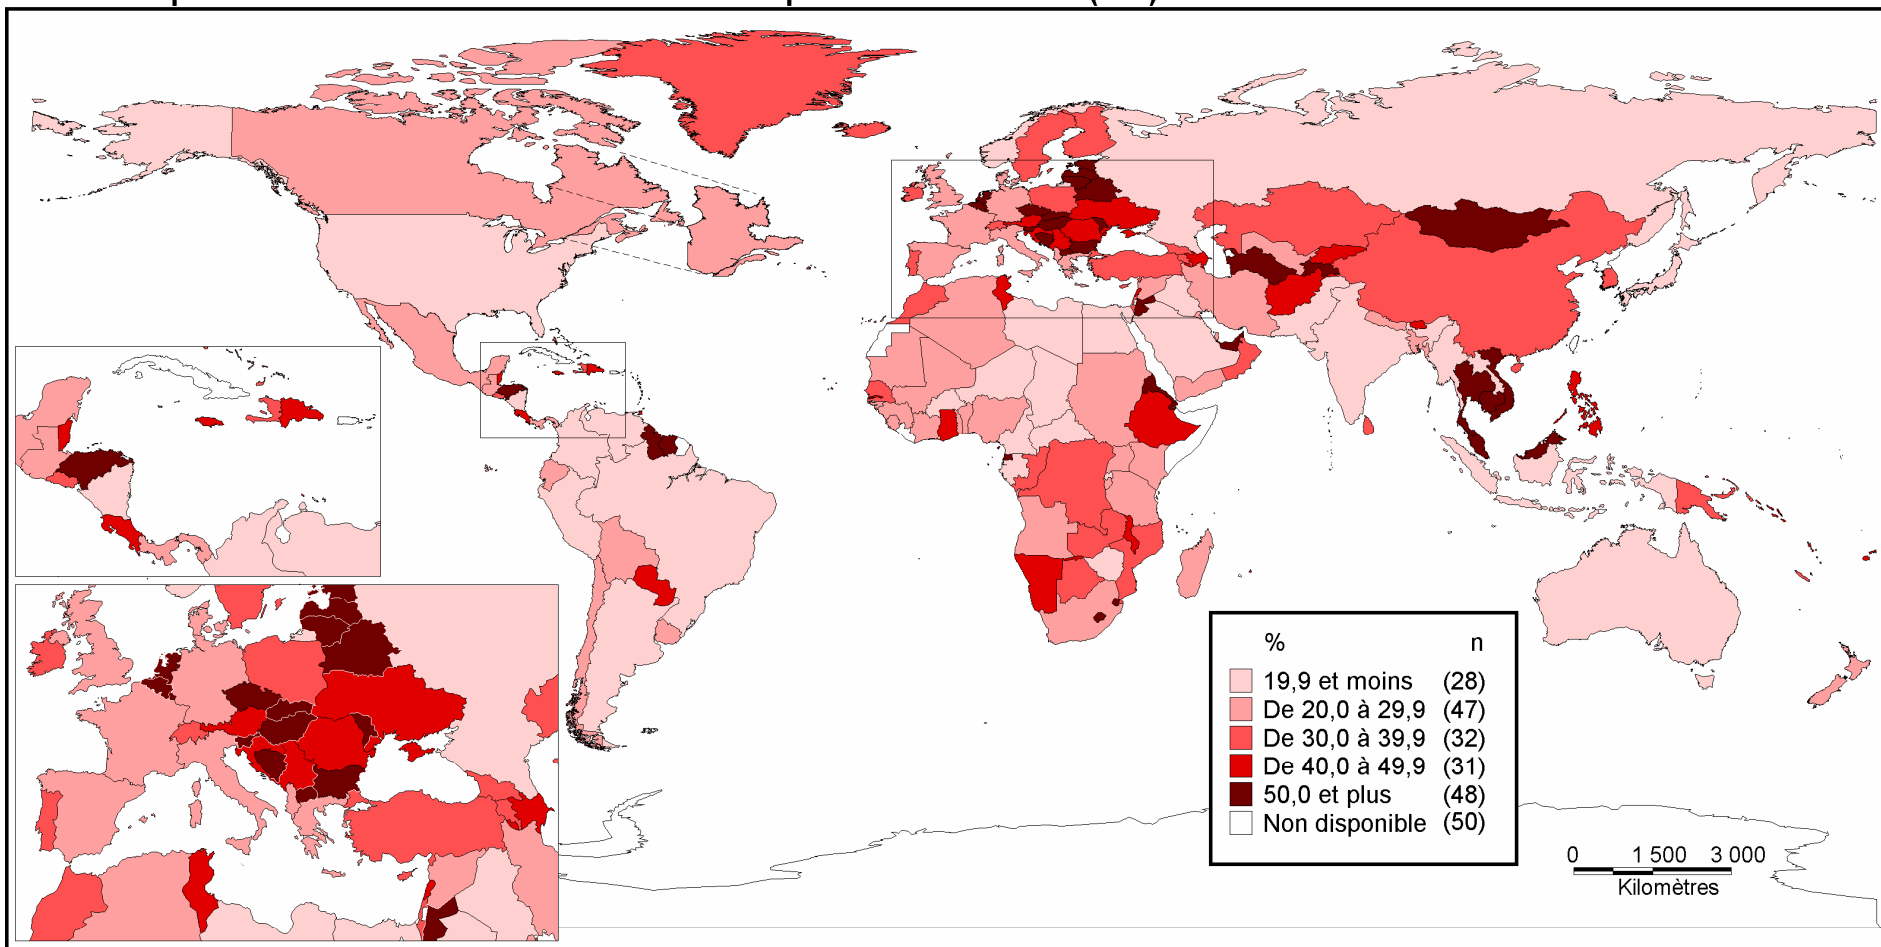 % n
19,9 et moins (28)
De 20,0 à 29,9 (47)
De 30,0 à 39,9 (32)
De 40,0 à 49,9 (31)
50,0 et plus (48)
Non disponible (50)
0 1 500 3 000
Kilomètres